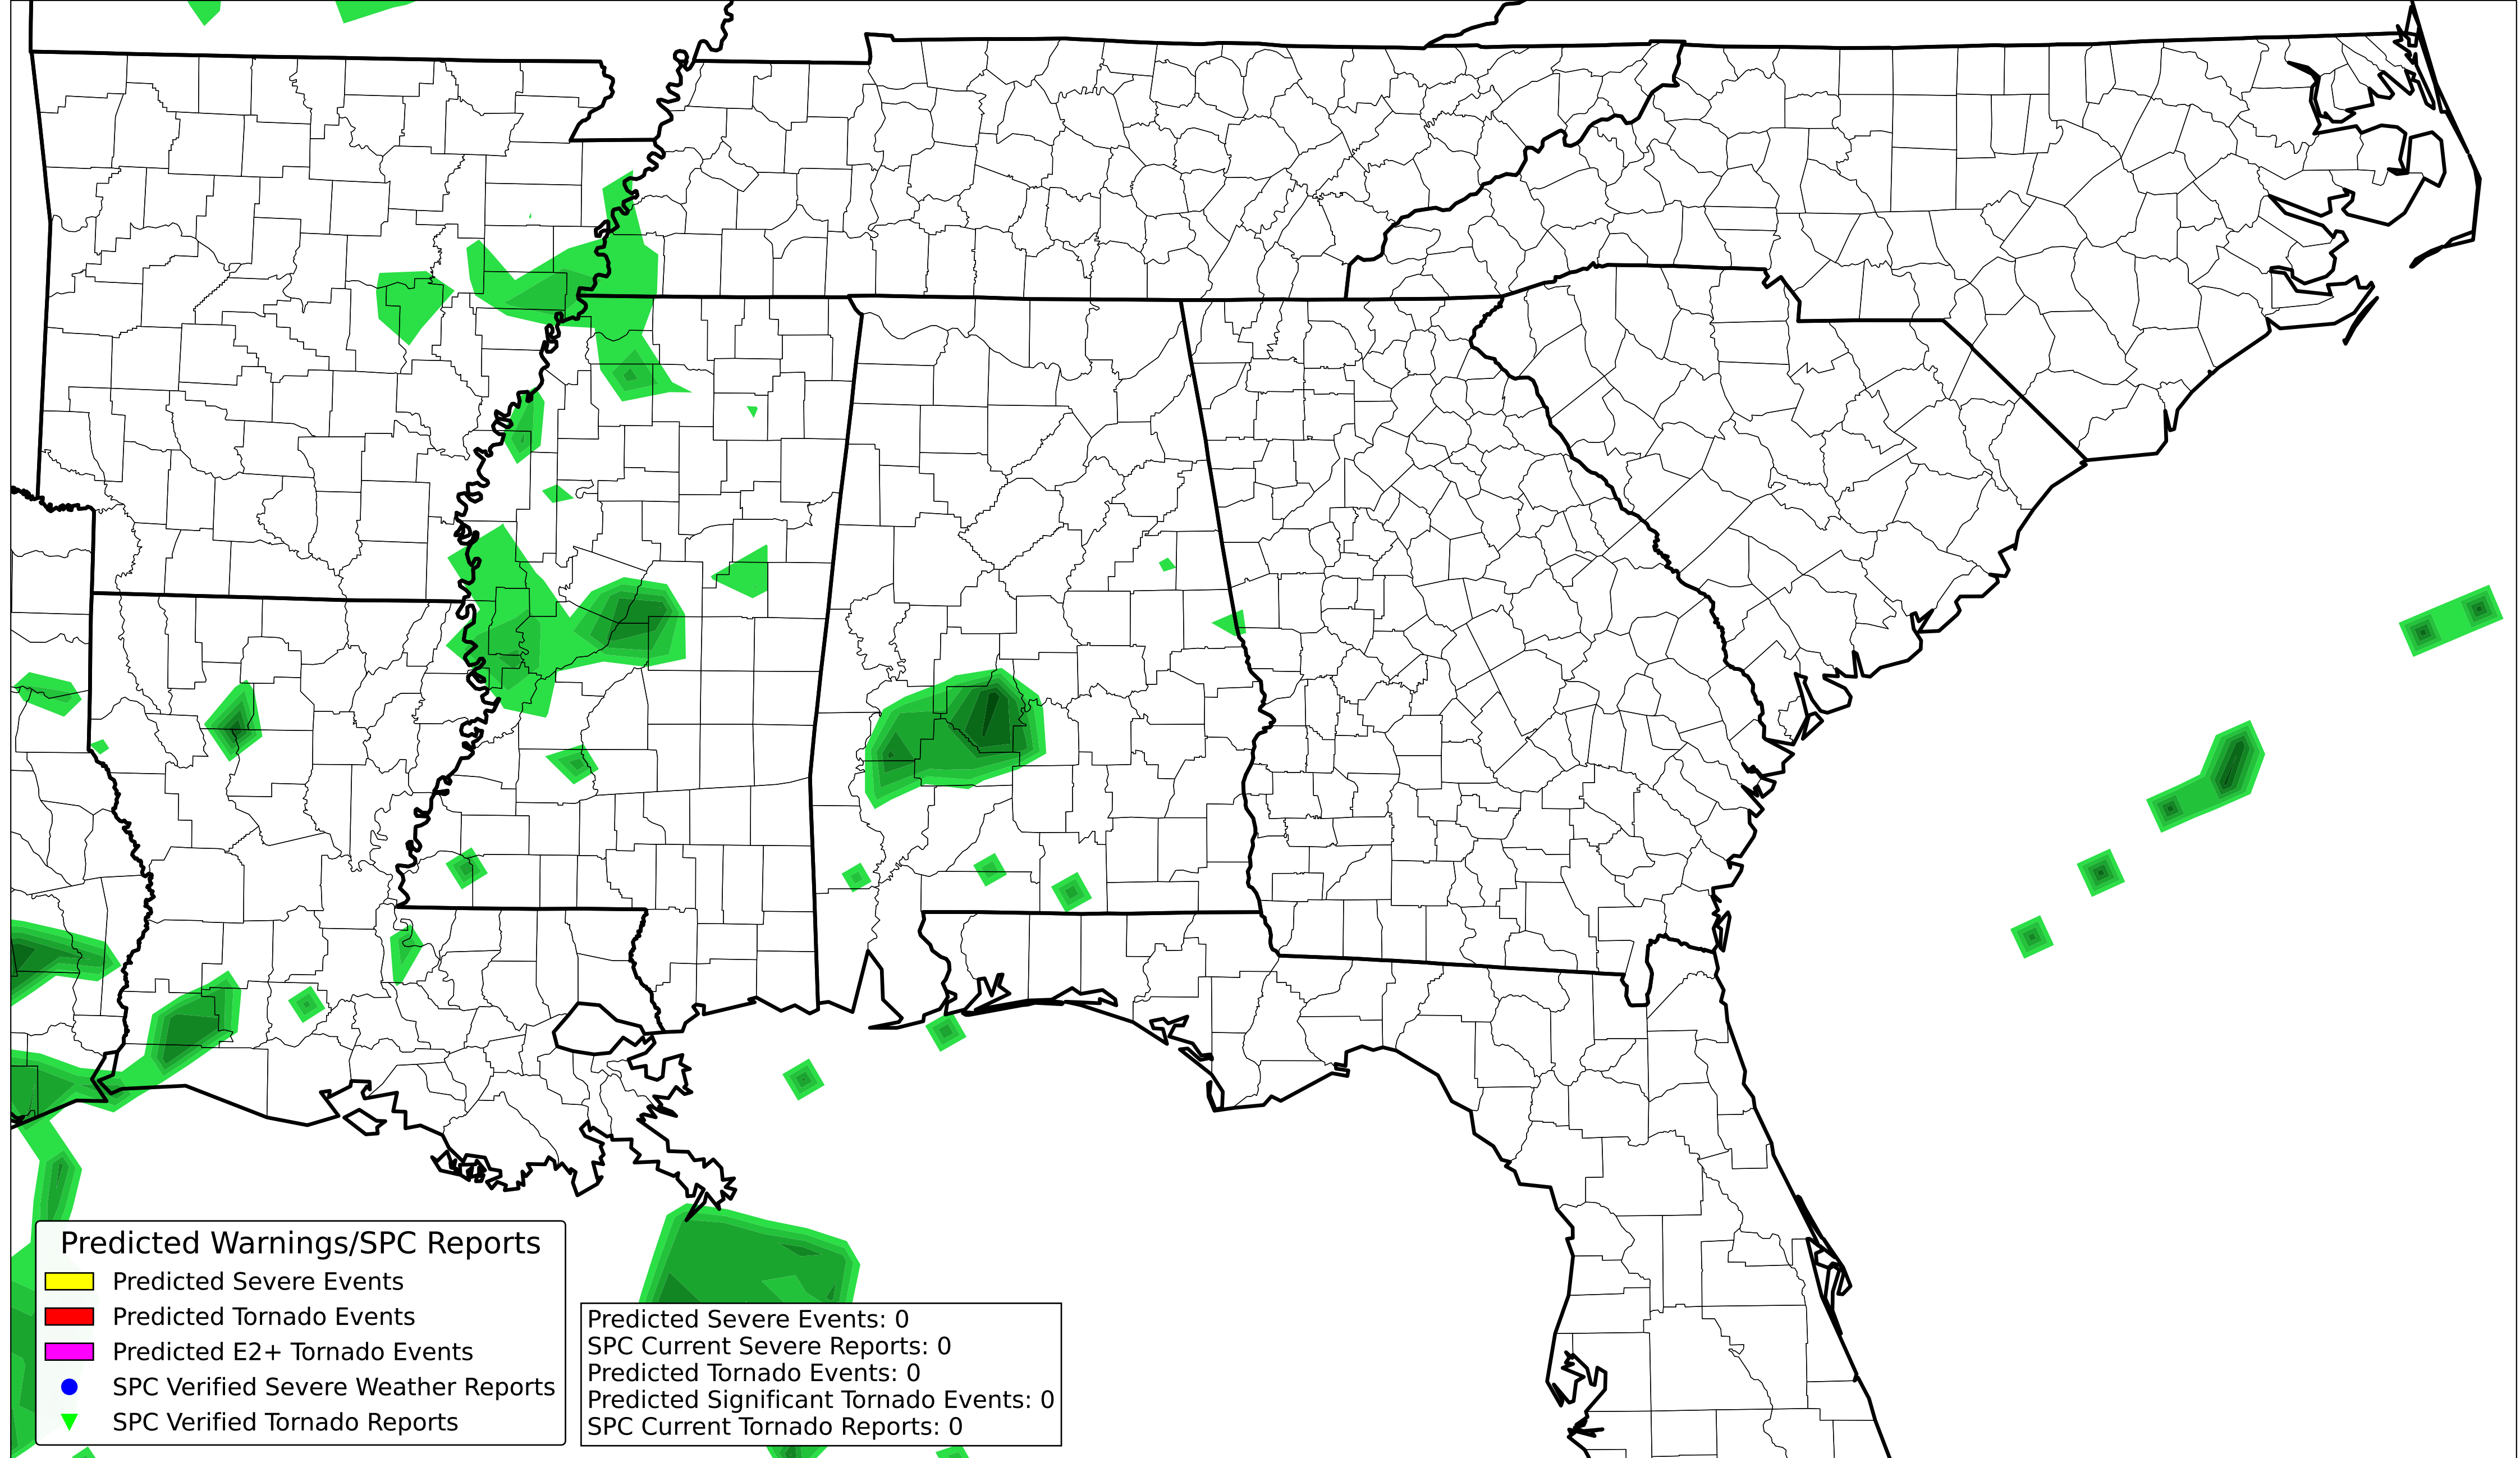 Predicted Warnings/SPC Reports
Predicted Severe Events
Predicted Tornado Events
Predicted E2+ Tornado Events
SPC Verified Severe Weather Reports
SPC Verified Tornado Reports
Predicted Severe Events: 0
SPC Current Severe Reports: 0
Predicted Tornado Events: 0
Predicted Significant Tornado Events: 0
SPC Current Tornado Reports: 0